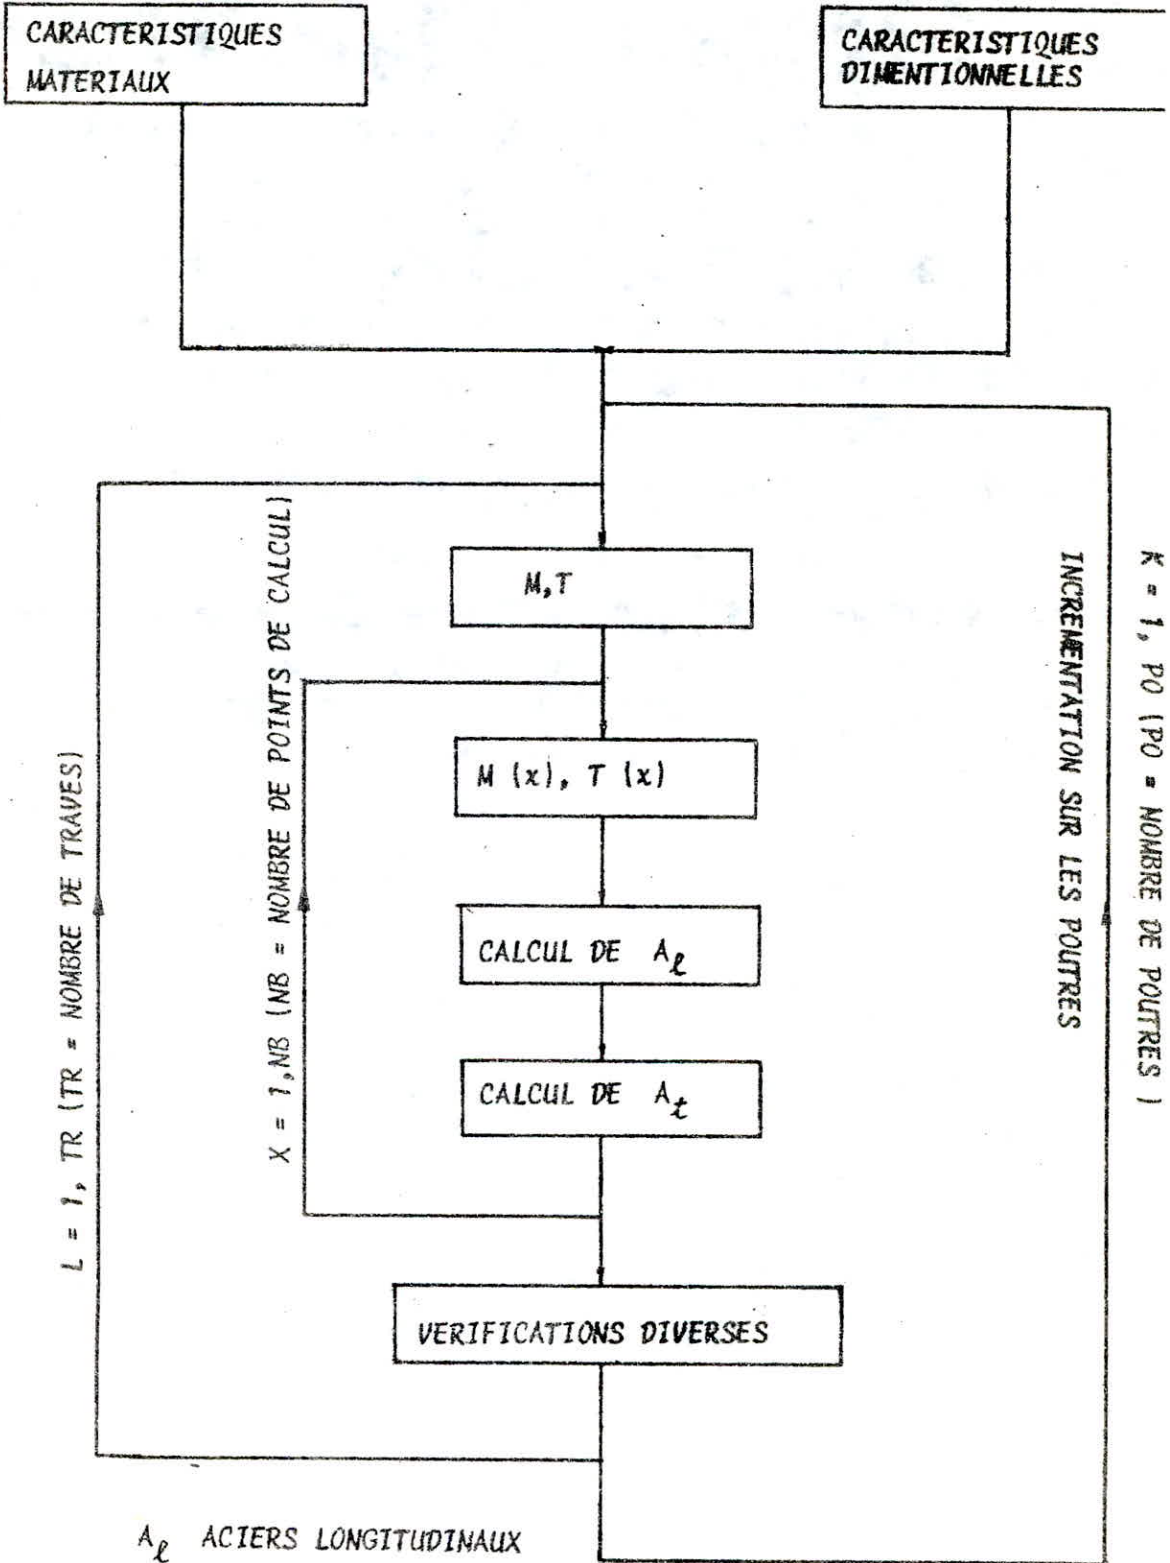 CARACTERISTIQUES
MATERIAUX
CARACTERISTIQUES
DIMENTIONNELLES
M,T
M (x), T (x)
CALCUL DE Aℓ
CALCUL DE At
VERIFICATIONS DIVERSES
X = 1,NB (NB = NOMBRE DE POINTS DE CALCUL)
L = 1, TR (TR = NOMBRE DE TRAVES)
INCREMENTATION SUR LES POUTRES
K = 1, PO (PO = NOMBRE DE POUTRES )
Aℓ ACIERS LONGITUDINAUX